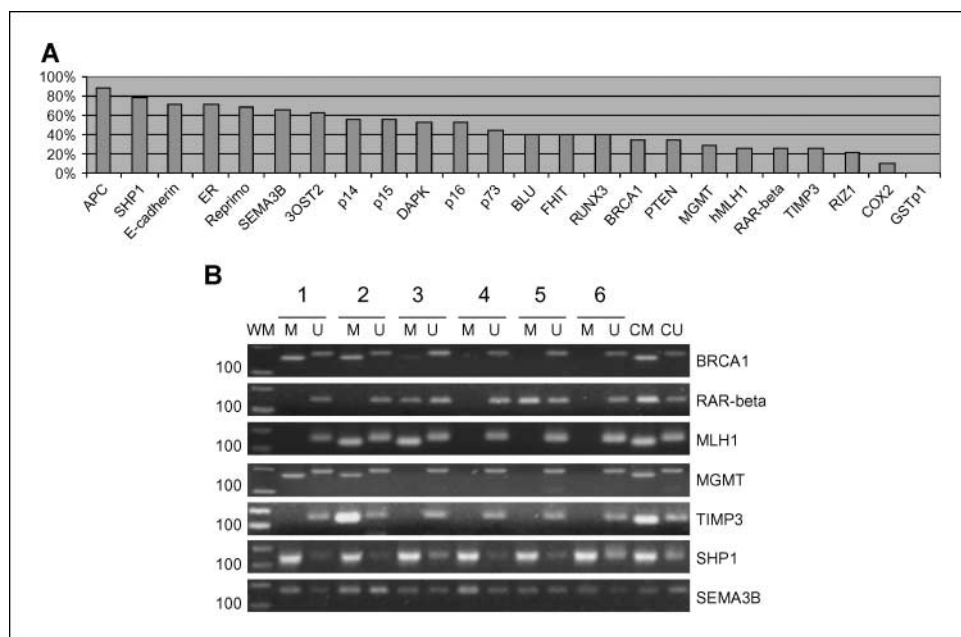 A
100%
80%
60%
40%
20%
0%
APC SHP1 E-cadherin ER Reprimo SEMA3B 3OST2 p14 p15 DAPK p16 p73 BLU FHIT RUNX3 BRCA1 PTEN MGMT hMLH1 RAR-beta TIMP3 RIZ1 COX2 GSTp1
B
1 2 3 4 5 6
WM M U M U M U M U M U M U CM CU
100 BRCA1
100 RAR-beta
100 MLH1
100 MGMT
100 TIMP3
100 SHP1
100 SEMA3B